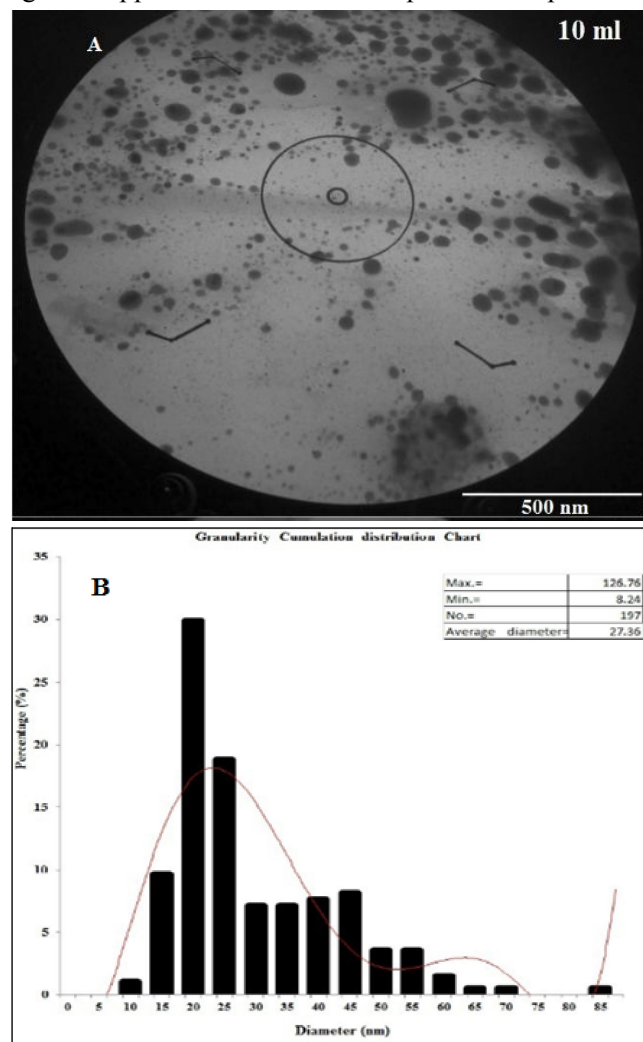 A
10 ml
500 nm
Granularity Cumulation distribution Chart
B
Max.= 126.76
Min.= 8.24
No.= 197
Average diameter= 27.36
Percentage (%)
35
30
25
20
15
10
5
0
0 5 10 15 20 25 30 35 40 45 50 55 60 65 70 75 80 85
Diameter (nm)